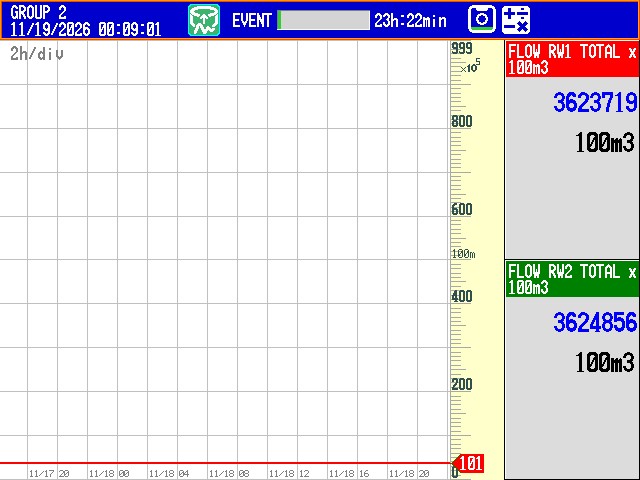 GROUP 2
11/19/2026 00:09:01
EVENT
23h:22min
2h/div
999
×10⁵
800
600
100m
400
200
0
101
11/17 20
11/18 00
11/18 04
11/18 08
11/18 12
11/18 16
11/18 20
FLOW RW1 TOTAL x
100m3
3623719
100m3
FLOW RW2 TOTAL x
100m3
3624856
100m3